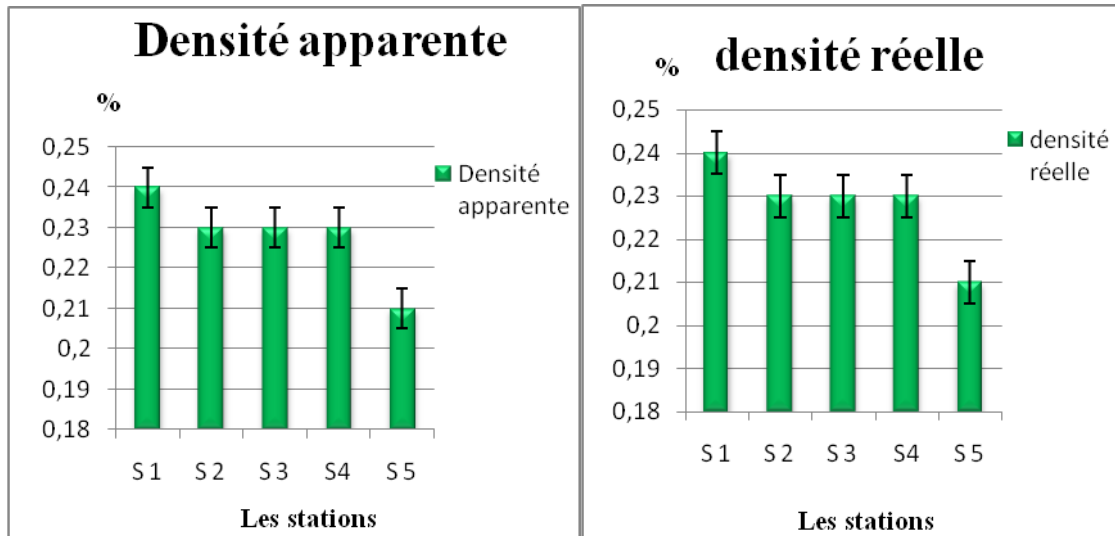 Densité apparente
%
0,25
0,24
0,23
0,22
0,21
0,2
0,19
0,18
S 1 S 2 S 3 S4 S 5
Les stations
Densité
apparente
densité réelle
%
0,25
0,24
0,23
0,22
0,21
0,2
0,19
0,18
S 1 S 2 S 3 S4 S 5
Les stations
densité
réelle